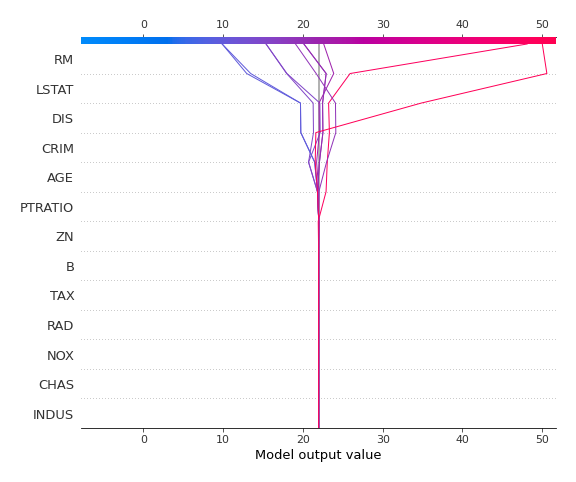 0 10 20 30 40 50
RM
LSTAT
DIS
CRIM
AGE
PTRATIO
ZN
B
TAX
RAD
NOX
CHAS
INDUS
0 10 20 30 40 50
Model output value